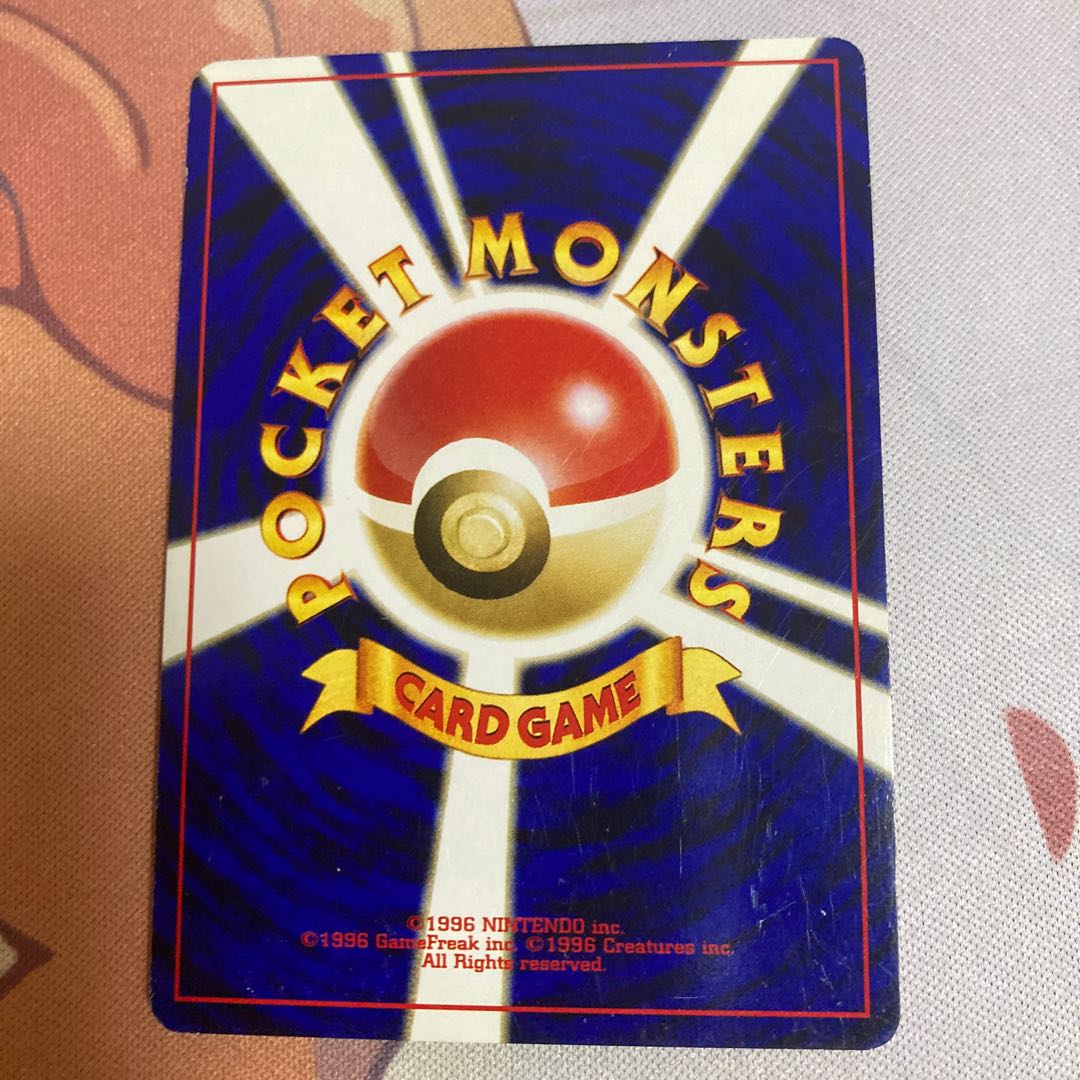 POCKET MONSTERS
CARD GAME
©1996 NINTENDO inc.
©1996 GameFreak inc. ©1996 Creatures inc.
All Rights reserved.